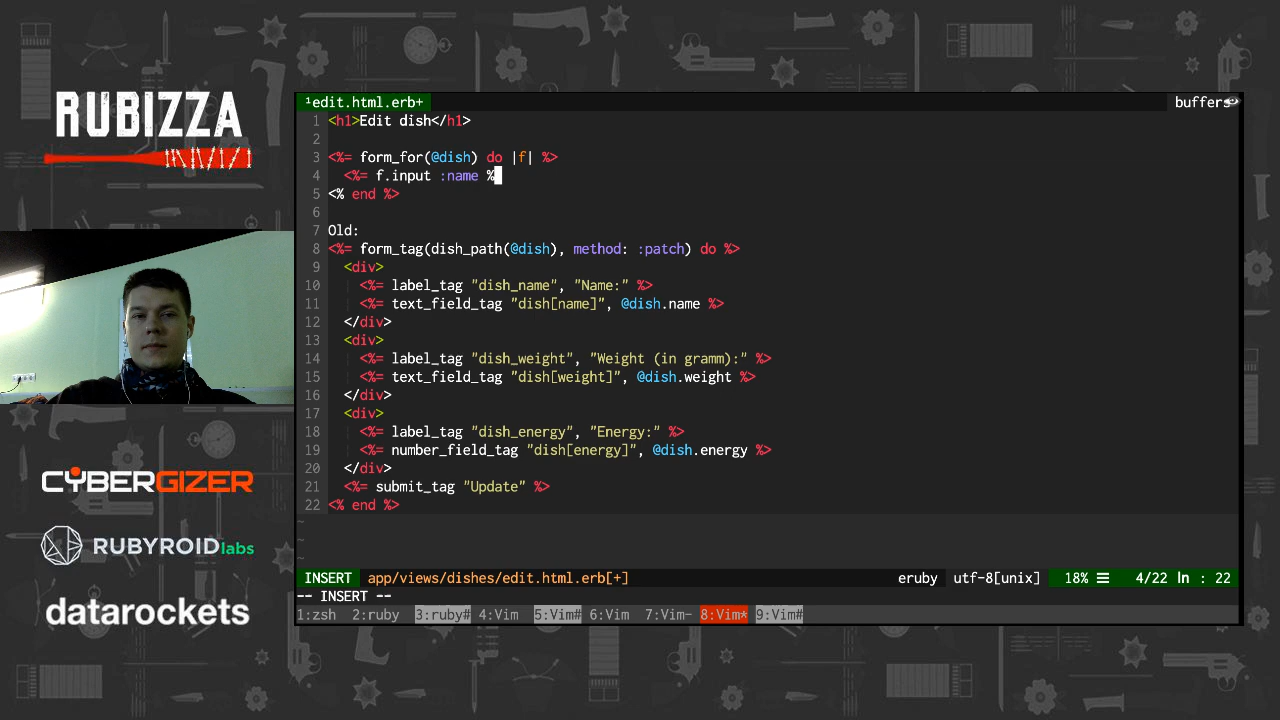 RUBIZZA
CYBERGIZER
RUBYROIDlabs
datarockets
¹edit.html.erb+ buffers
1 <h1>Edit dish</h1>
2
3 <%= form_for(@dish) do |f| %>
4 <%= f.input :name %
5 <% end %>
6
7 Old:
8 <%= form_tag(dish_path(@dish), method: :patch) do %>
9 <div>
10 <%= label_tag "dish_name", "Name:" %>
11 <%= text_field_tag "dish[name]", @dish.name %>
12 </div>
13 <div>
14 <%= label_tag "dish_weight", "Weight (in gramm):" %>
15 <%= text_field_tag "dish[weight]", @dish.weight %>
16 </div>
17 <div>
18 <%= label_tag "dish_energy", "Energy:" %>
19 <%= number_field_tag "dish[energy]", @dish.energy %>
20 </div>
21 <%= submit_tag "Update" %>
22 <% end %>
~
~
~
INSERT app/views/dishes/edit.html.erb[+] eruby utf-8[unix] 18% ☰ 4/22 ln : 22
-- INSERT --
1:zsh 2:ruby 3:ruby# 4:Vim 5:Vim# 6:Vim 7:Vim- 8:Vim* 9:Vim#